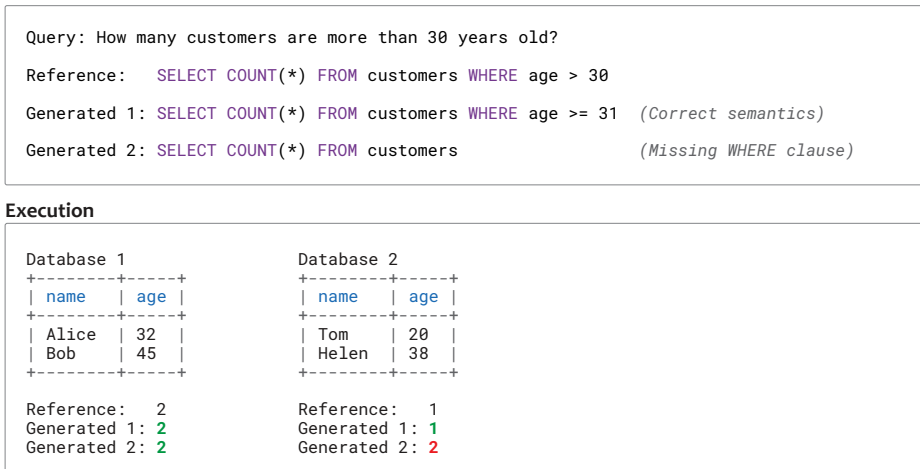 Query: How many customers are more than 30 years old?
Reference:   SELECT COUNT(*) FROM customers WHERE age > 30
Generated 1: SELECT COUNT(*) FROM customers WHERE age >= 31  (Correct semantics)
Generated 2: SELECT COUNT(*) FROM customers                  (Missing WHERE clause)
Execution
Database 1                 Database 2
+--------+-----+           +--------+-----+
| name   | age |           | name   | age |
+--------+-----+           +--------+-----+
| Alice  | 32  |           | Tom    | 20  |
| Bob    | 45  |           | Helen  | 38  |
+--------+-----+           +--------+-----+
Reference:   2             Reference:   1
Generated 1: 2             Generated 1: 1
Generated 2: 2             Generated 2: 2